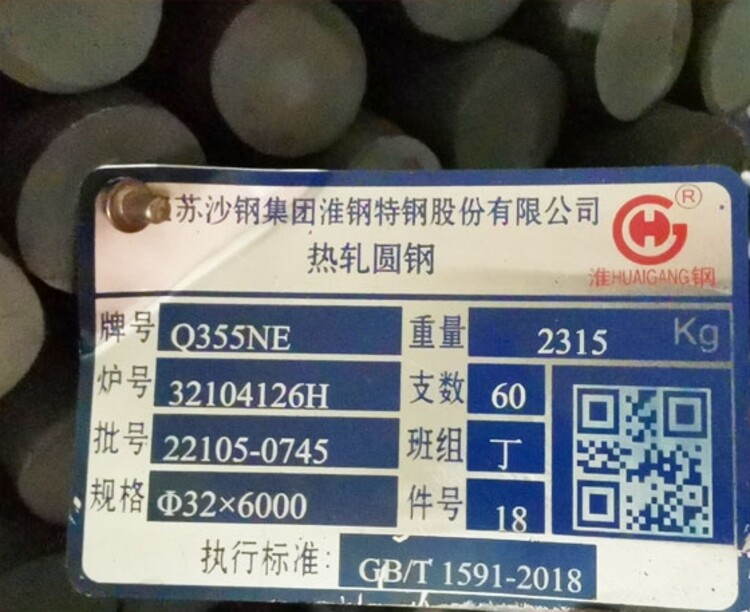 苏沙钢集团淮钢特钢股份有限公司
®
热轧圆钢
淮HUAIGANG钢
牌号 Q355NE 重量 2315 Kg
炉号 32104126H 支数 60
批号 22105-0745 班组 丁
规格 Φ32×6000 件号 18
执行标准: GB/T 1591-2018